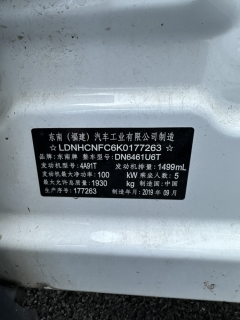 东南（福建）汽车工业有限公司制造
☆LDNHCNFC6K0177263☆
品牌：东南牌 整车型号：DN6461U6T
发动机型号：4A91T 发动机排量：1499mL
发动机最大净功率：100 kW 乘坐人数：5
最大允许总质量：1930 kg 制造国：中国
生产序号：177263 制造年月：2019年09月